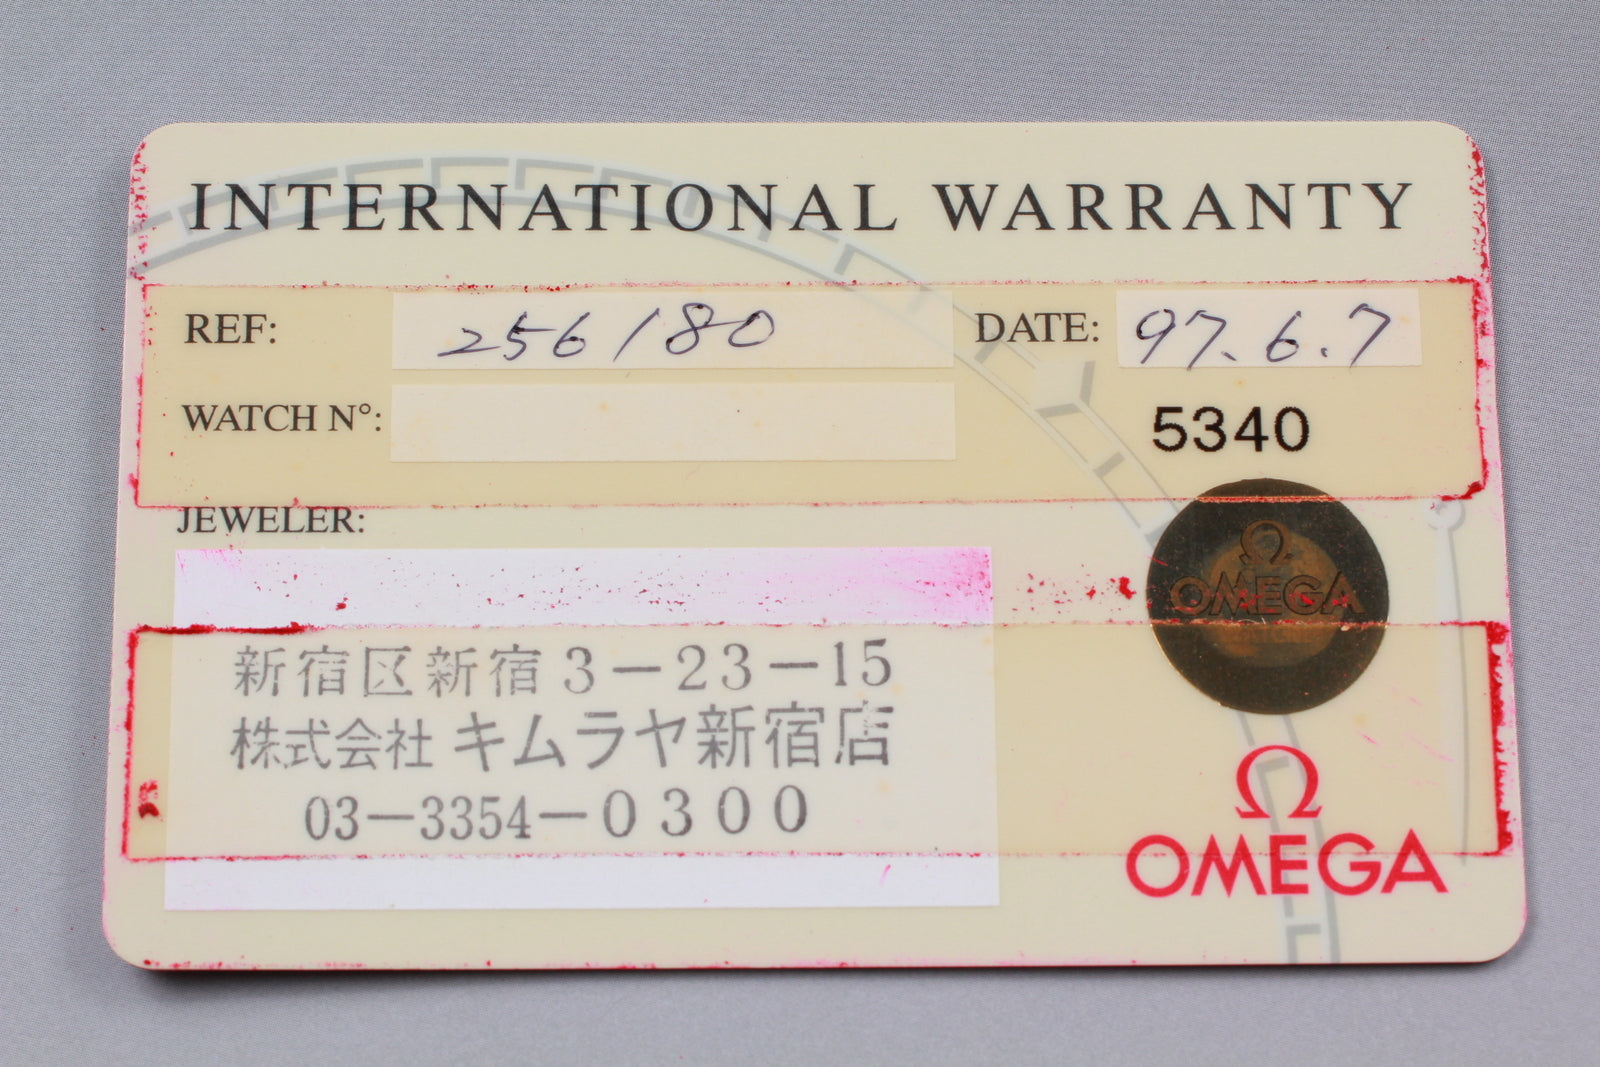 INTERNATIONAL WARRANTY
REF: 256180 DATE: 97.6.7
WATCH N°: 5340
JEWELER:
Ω
OMEGA
新宿区新宿3-23-15
株式会社 キムラヤ新宿店
03-3354-0300
Ω
OMEGA